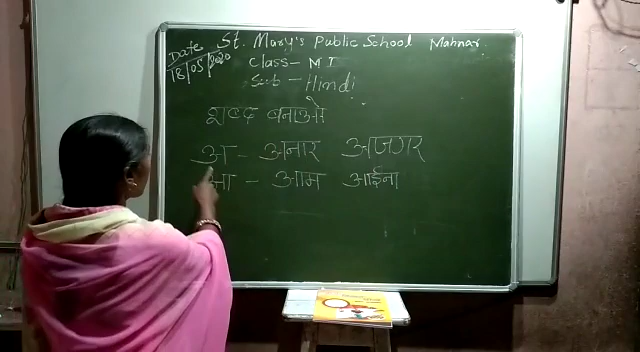 St. Mary's Public School Mahnar
Date
18/05/2020
Class - M I
Sub - Hindi
शब्द बनाओ
अ - अनार अजगर
आ - आम आईना